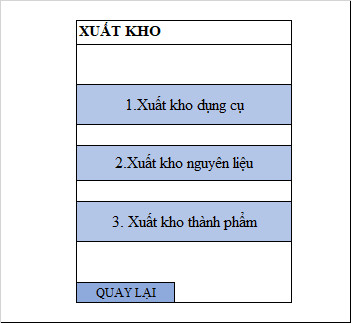 XUẤT KHO
1.Xuất kho dụng cụ
2.Xuất kho nguyên liệu
3. Xuất kho thành phẩm
QUAY LẠI